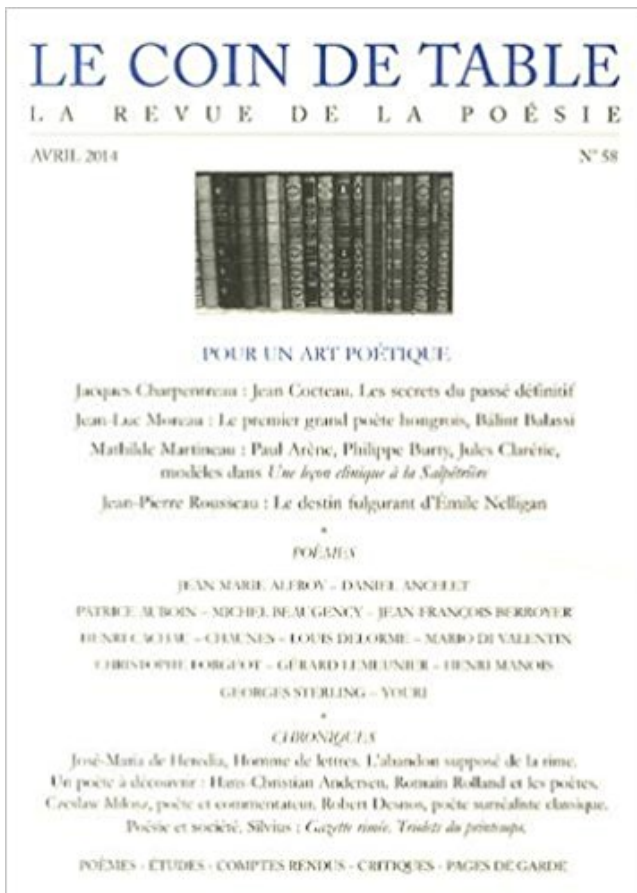 LE COIN DE TABLE
LA REVUE DE LA POÉSIE
AVRIL 2014 N° 58
POUR UN ART POÉTIQUE
Jacques Charpentreau : Jean Cocteau. Les secrets du passé définitif
Jean-Luc Moreau : Le premier grand poète hongrois, Bálint Balassi
Mathilde Martineau : Paul Arène, Philippe Burty, Jules Clarétie,
modèles dans Une leçon clinique à la Salpêtrière
Jean-Pierre Rousseau : Le destin fulgurant d'Émile Nelligan
*
POÈMES
JEAN MARIE ALFROY – DANIEL ANCELET
PATRICE AUBOIN – MICHEL BEAUGENCY – JEAN FRANÇOIS BERROYER
HENRI CACHAU – CHAUNES – LOUIS DELORME – MARIO DI VALENTIN
CHRISTOPHE FORGEOT – GÉRARD LEMEUNIER – HENRI MANOIS
GEORGES STERLING – YOURI
*
CHRONIQUES
José-Maria de Heredia, Homme de lettres. L'abandon supposé de la rime.
Un poète à découvrir : Hans-Christian Andersen. Romain Rolland et les poètes.
Czeslaw Milosz, poète et commentateur. Robert Desnos, poète surréaliste classique.
Poésie et société. Silvius : Gazette rimée. Triolets du printemps.
POÈMES - ÉTUDES - COMPTES RENDUS - CRITIQUES - PAGES DE GARDE